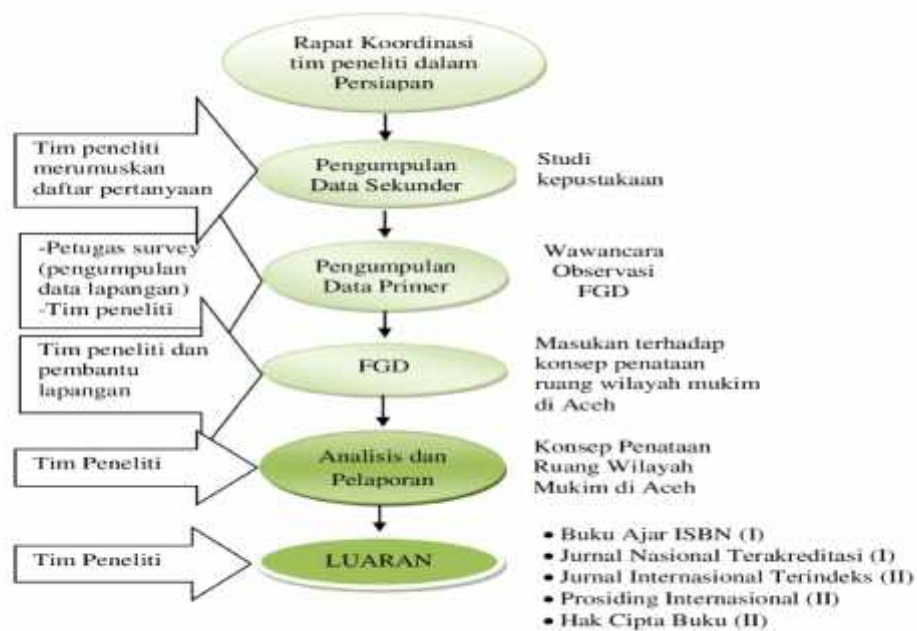 Rapat Koordinasi
tim peneliti dalam
Persiapan
Tim peneliti
merumuskan
daftar pertanyaan
Pengumpulan
Data Sekunder
Studi
kepustakaan
-Petugas survey
(pengumpulan
data lapangan)
-Tim peneliti
Pengumpulan
Data Primer
Wawancara
Observasi
FGD
Tim peneliti dan
pembantu
lapangan
FGD
Masukan terhadap
konsep penataan
ruang wilayah mukim
di Aceh
Tim Peneliti
Analisis dan
Pelaporan
Konsep Penataan
Ruang Wilayah
Mukim di Aceh
Tim Peneliti
LUARAN
• Buku Ajar ISBN (I)
• Jurnal Nasional Terakreditasi (I)
• Jurnal Internasional Terindeks (II)
• Prosiding Internasional (II)
• Hak Cipta Buku (II)